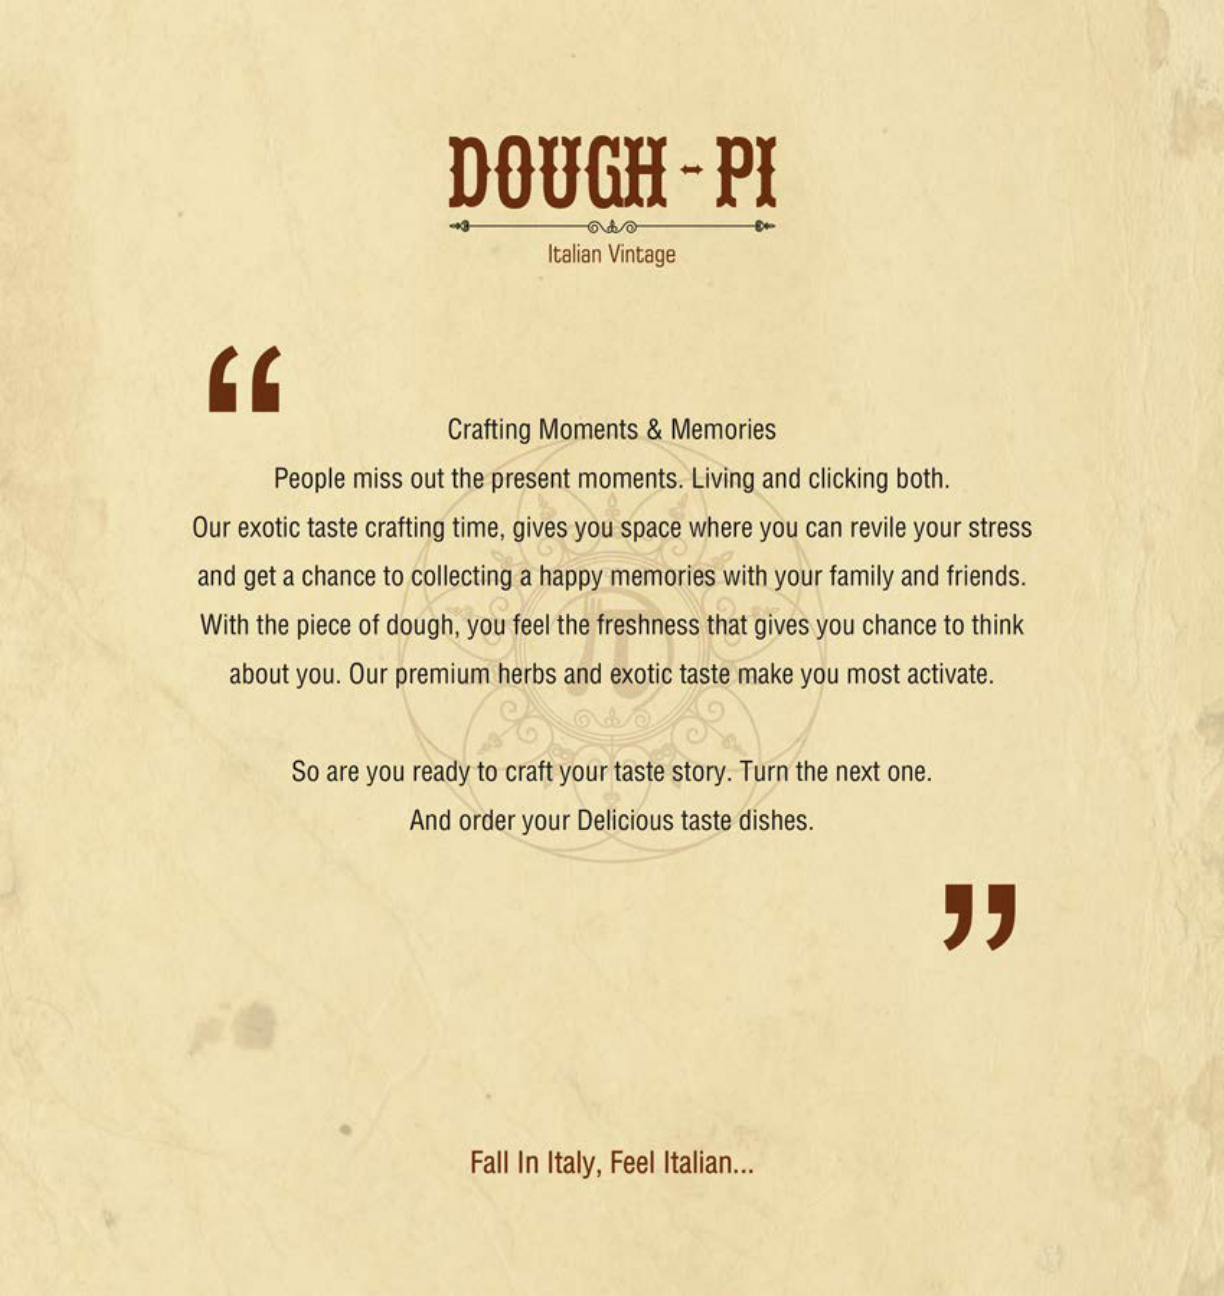 DOUGH - PI
Italian Vintage
“
Crafting Moments & Memories
People miss out the present moments. Living and clicking both.
Our exotic taste crafting time, gives you space where you can revile your stress
and get a chance to collecting a happy memories with your family and friends.
With the piece of dough, you feel the freshness that gives you chance to think
about you. Our premium herbs and exotic taste make you most activate.
So are you ready to craft your taste story. Turn the next one.
And order your Delicious taste dishes.
”
Fall In Italy, Feel Italian...